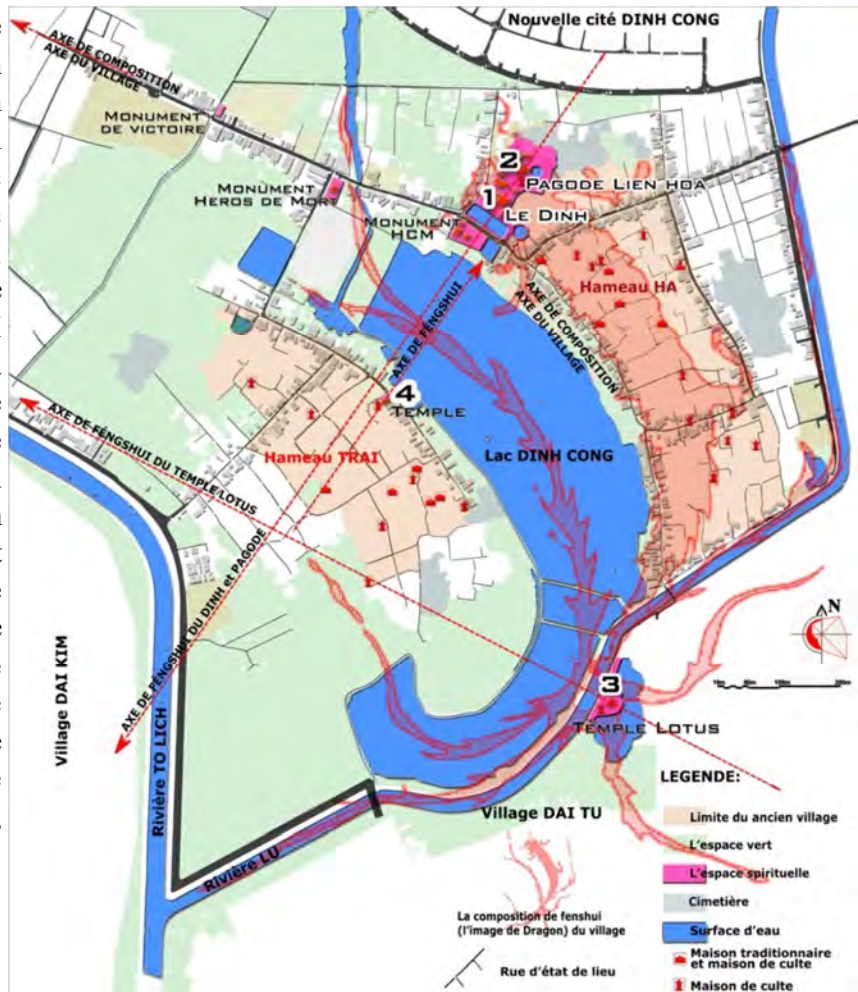 Nouvelle cité DINH CONG
AXE DE COMPOSITION
AXE DU VILLAGE
MONUMENT
DE VICTOIRE
MONUMENT
HEROS DE MORT
2
PAGODE LIEN HOA
1
LE DINH
MONUMENT
HCM
Hameau HA
AXE DE COMPOSITION
AXE DU VILLAGE
AXE DE FÉNGSHUI
4
TEMPLE
Lac DINH CONG
Hameau TRAI
AXE DE FÉNGSHUI DU TEMPLE LOTUS
AXE DE FÉNGSHUI DU DINH et PAGODE
Village DAI KIM
Rivière TO LICH
N
3
TEMPLE LOTUS
Village DAI TU
Rivière LU
LEGENDE:
Limite du ancien village
L'espace vert
L'espace spirituelle
Cimetière
Surface d'eau
Maison traditionnaire
et maison de culte
Maison de culte
La composition de fenshui
(l'image de Dragon) du village
Rue d'état de lieu